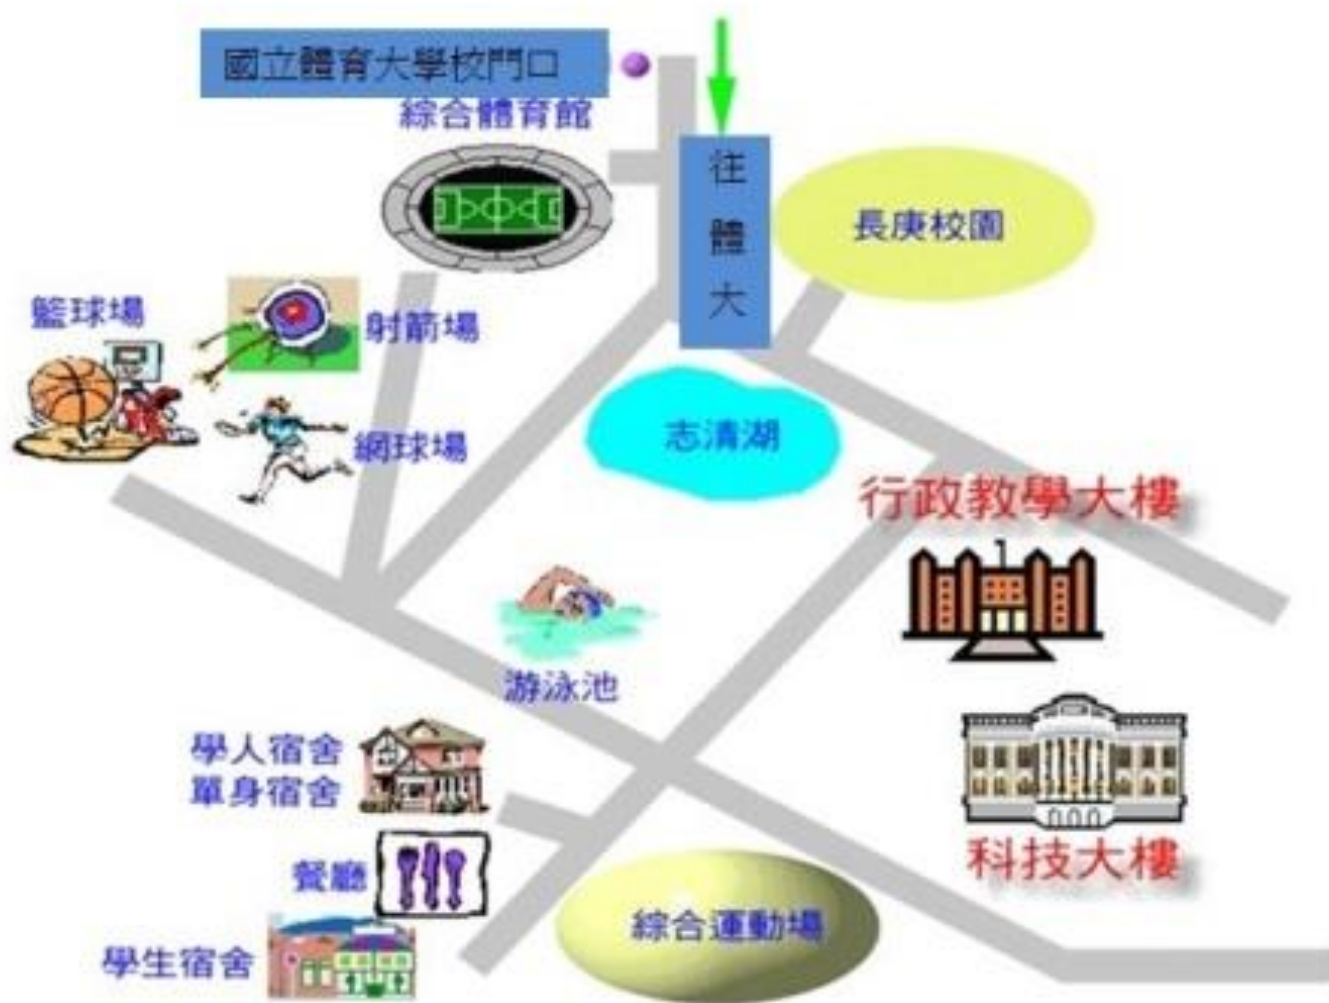 國立體育大學校門口
綜合體育館
往體大
長庚校園
籃球場
射箭場
網球場
志清湖
行政教學大樓
游泳池
學人宿舍
單身宿舍
科技大樓
餐廳
綜合運動場
學生宿舍